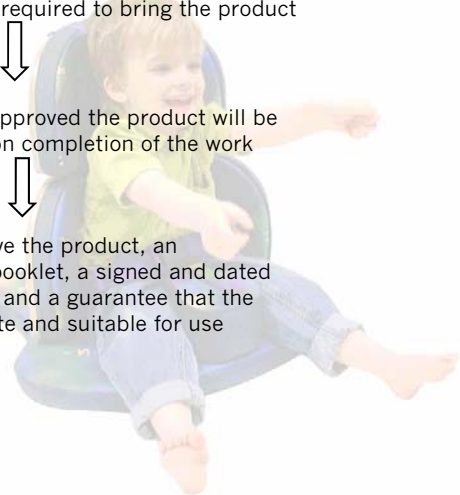 required to bring the product
pproved the product will be
on completion of the work
ve the product, an
booklet, a signed and dated
and a guarantee that the
te and suitable for use